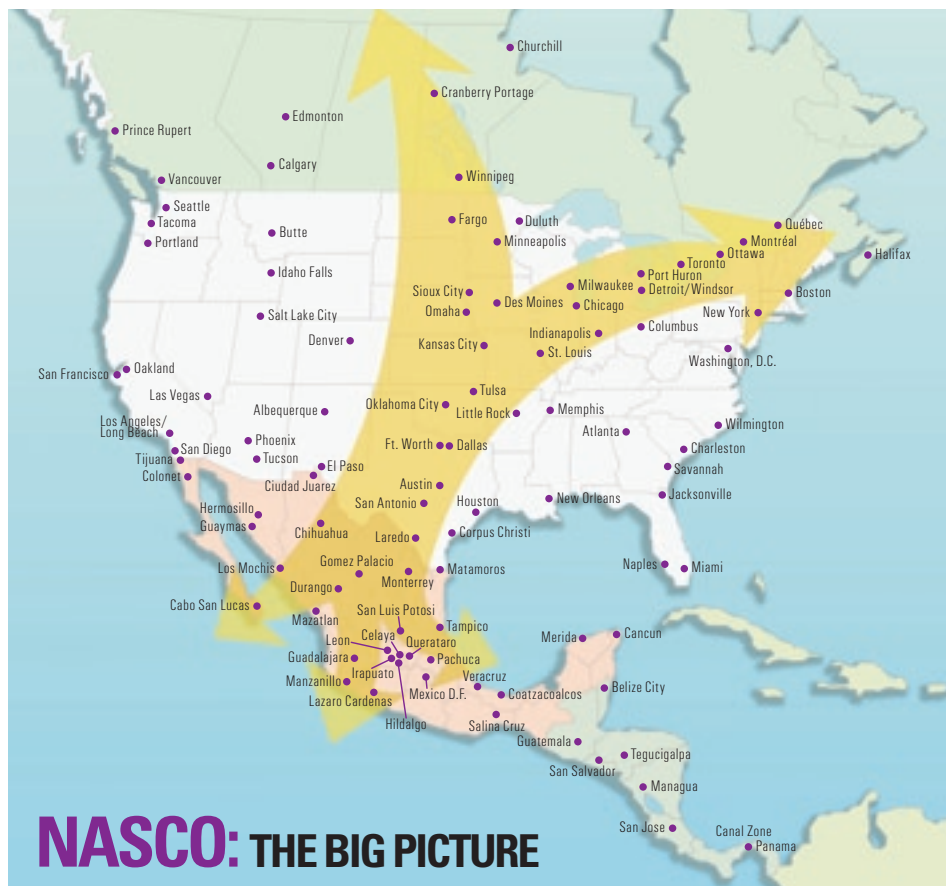 Churchill
Cranberry Portage
Edmonton
Prince Rupert
Calgary
Winnipeg
Vancouver
Seattle
Tacoma
Portland
Butte
Fargo
Duluth
Minneapolis
Québec
Montréal
Ottawa
Toronto
Halifax
Idaho Falls
Port Huron
Detroit/Windsor
Milwaukee
Boston
Sioux City
Des Moines
Chicago
Omaha
New York
Salt Lake City
Columbus
Indianapolis
Denver
Kansas City
St. Louis
Washington, D.C.
Oakland
San Francisco
Las Vegas
Tulsa
Albequerque
Oklahoma City
Little Rock
Memphis
Los Angeles/
Long Beach
Atlanta
Wilmington
Phoenix
Ft. Worth
Dallas
Charleston
San Diego
Tijuana
Tucson
El Paso
Savannah
Colonet
Ciudad Juarez
Austin
Jacksonville
San Antonio
Houston
New Orleans
Hermosillo
Guaymas
Chihuahua
Corpus Christi
Laredo
Los Mochis
Gomez Palacio
Monterrey
Matamoros
Naples
Miami
Durango
Cabo San Lucas
Mazatlan
San Luis Potosi
Tampico
Leon
Celaya
Querataro
Merida
Cancun
Guadalajara
Irapuato
Pachuca
Manzanillo
Veracruz
Mexico D.F.
Coatzacoalcos
Belize City
Lazaro Cardenas
Hildalgo
Salina Cruz
Guatemala
Tegucigalpa
San Salvador
Managua
San Jose
Canal Zone
Panama
NASCO: THE BIG PICTURE